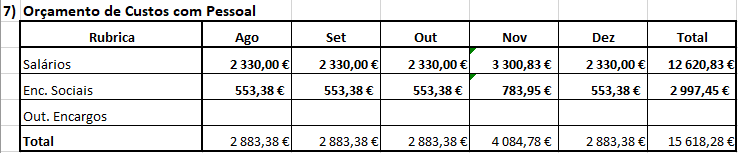 7) Orçamento de Custos com Pessoal
Rubrica Ago Set Out Nov Dez Total
Salários 2 330,00 € 2 330,00 € 2 330,00 € 3 300,83 € 2 330,00 € 12 620,83 €
Enc. Sociais 553,38 € 553,38 € 553,38 € 783,95 € 553,38 € 2 997,45 €
Out. Encargos
Total 2 883,38 € 2 883,38 € 2 883,38 € 4 084,78 € 2 883,38 € 15 618,28 €